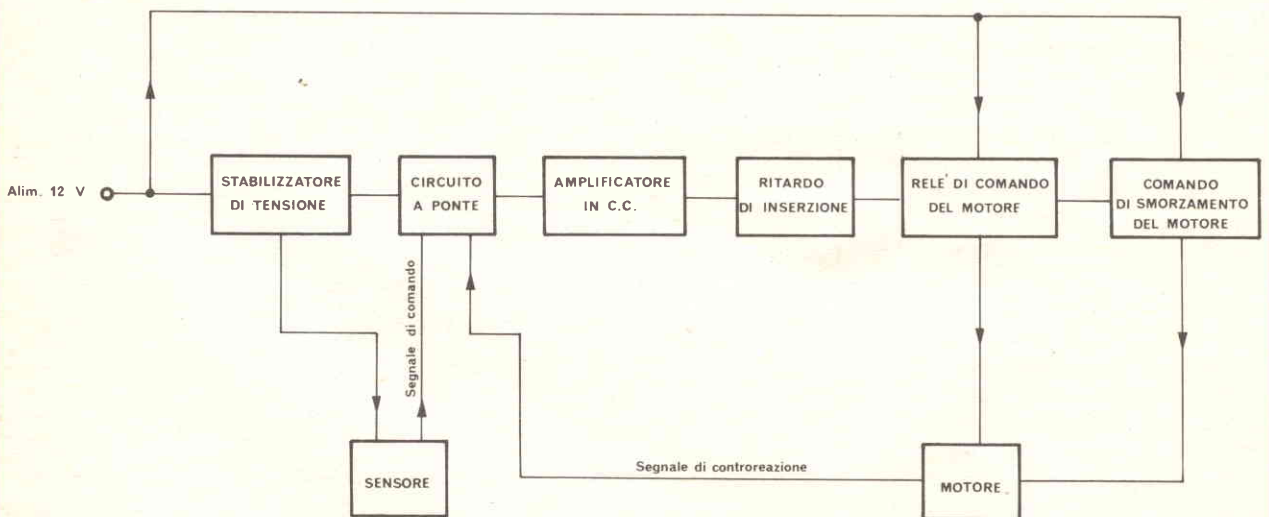 Alim. 12 V
STABILIZZATORE
DI TENSIONE
CIRCUITO
A PONTE
AMPLIFICATORE
IN C.C.
RITARDO
DI INSERZIONE
RELE' DI COMANDO
DEL MOTORE
COMANDO
DI SMORZAMENTO
DEL MOTORE
Segnale di comando
SENSORE
Segnale di controreazione
MOTORE